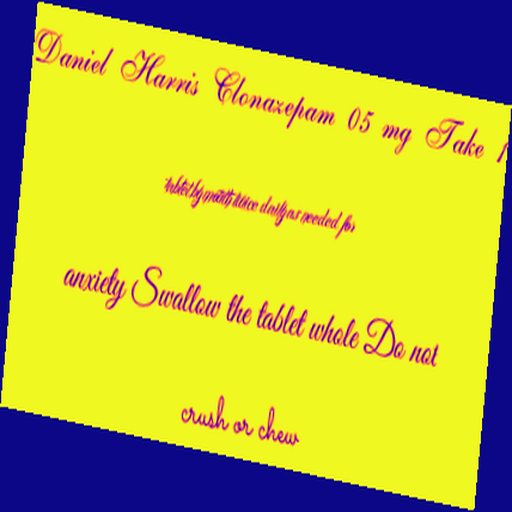 Daniel Harris Clonazepam 05 mg Take 1
tablet by mouth twice daily as needed for
anxiety Swallow the tablet whole Do not
crush or chew